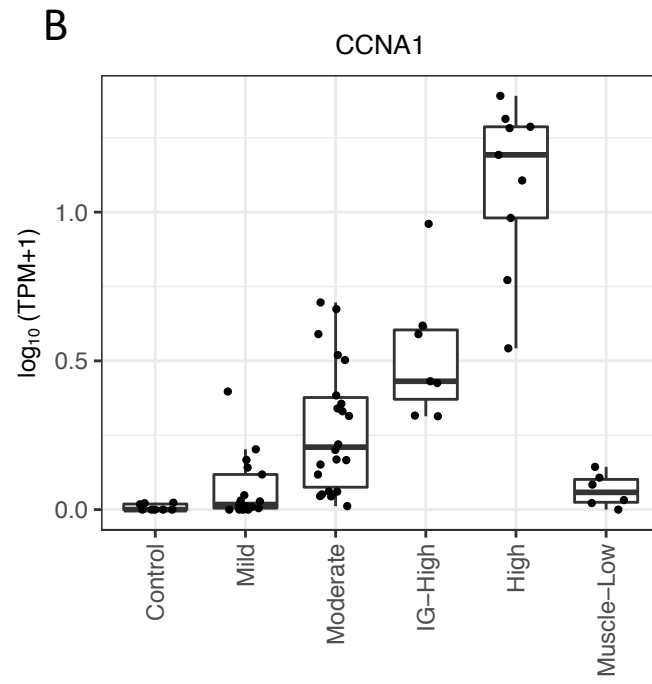 B
CCNA1
log₁₀ (TPM+1)
1.0
0.5
0.0
Control
Mild
Moderate
IG−High
High
Muscle−Low